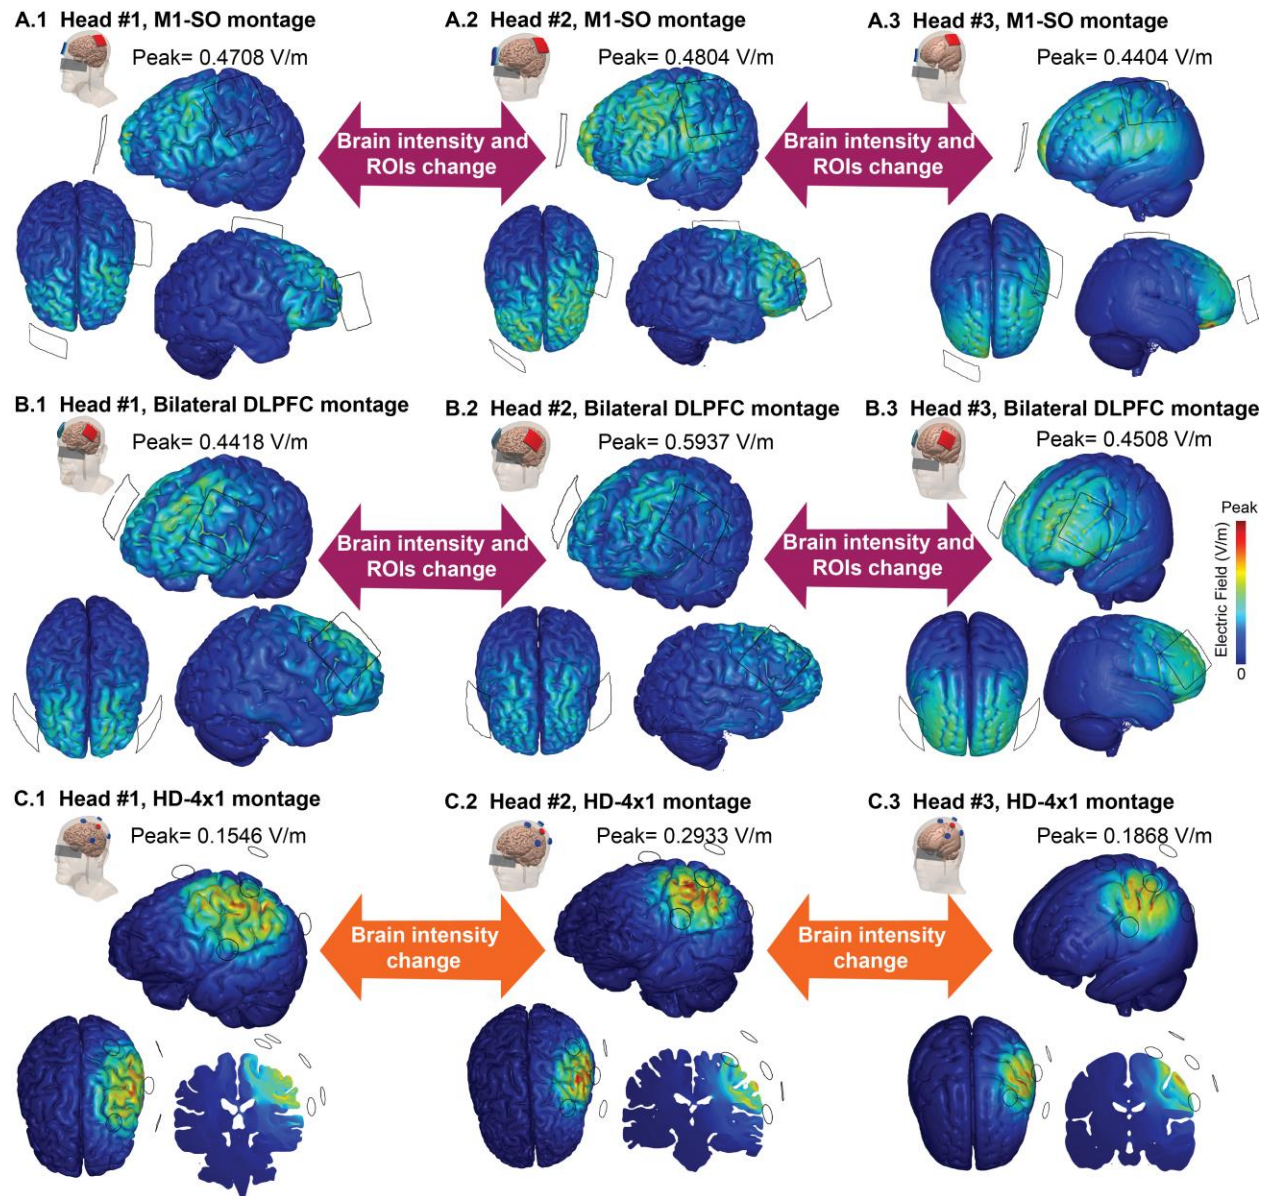 A.1 Head #1, M1-SO montage
Peak= 0.4708 V/m
A.2 Head #2, M1-SO montage
Peak= 0.4804 V/m
A.3 Head #3, M1-SO montage
Peak= 0.4404 V/m
Brain intensity and
ROIs change
Brain intensity and
ROIs change
B.1 Head #1, Bilateral DLPFC montage
Peak= 0.4418 V/m
B.2 Head #2, Bilateral DLPFC montage
Peak= 0.5937 V/m
B.3 Head #3, Bilateral DLPFC montage
Peak= 0.4508 V/m
Brain intensity and
ROIs change
Brain intensity and
ROIs change
Peak
Electric Field (V/m)
0
C.1 Head #1, HD-4x1 montage
Peak= 0.1546 V/m
C.2 Head #2, HD-4x1 montage
Peak= 0.2933 V/m
C.3 Head #3, HD-4x1 montage
Peak= 0.1868 V/m
Brain intensity
change
Brain intensity
change